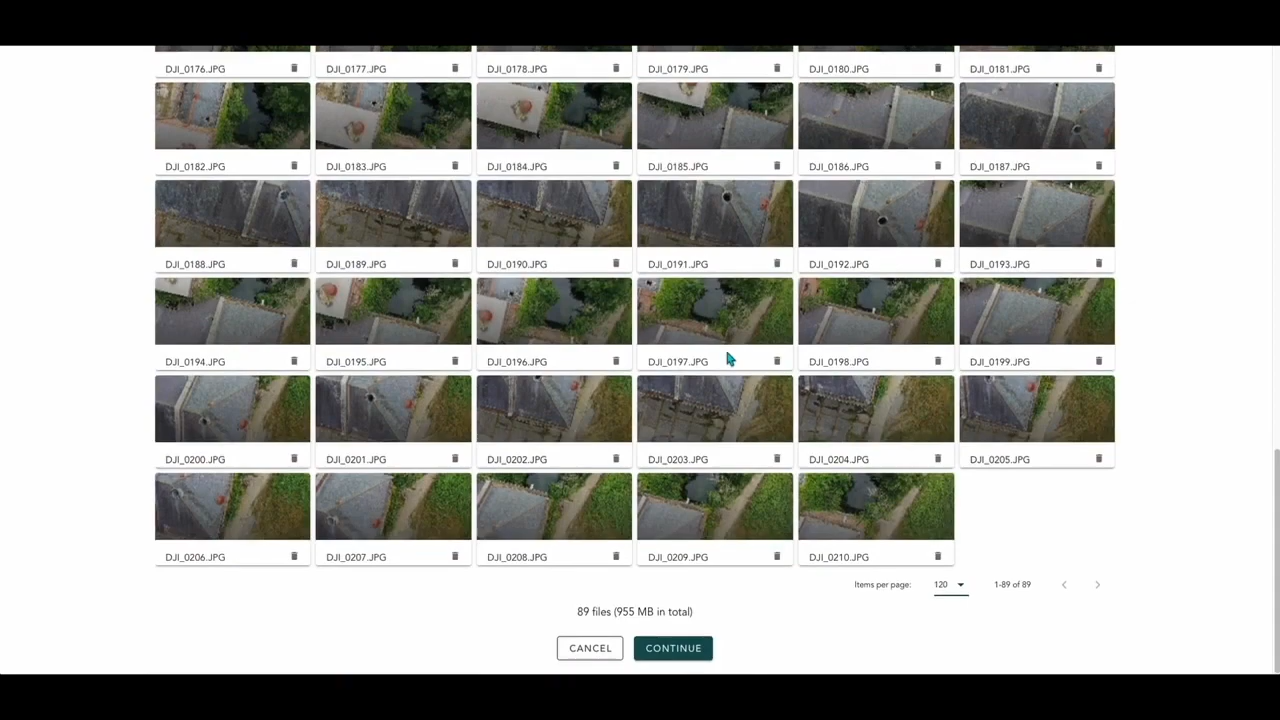 DJI_0176.JPG DJI_0177.JPG DJI_0178.JPG DJI_0179.JPG DJI_0180.JPG DJI_0181.JPG
DJI_0182.JPG DJI_0183.JPG DJI_0184.JPG DJI_0185.JPG DJI_0186.JPG DJI_0187.JPG
DJI_0188.JPG DJI_0189.JPG DJI_0190.JPG DJI_0191.JPG DJI_0192.JPG DJI_0193.JPG
DJI_0194.JPG DJI_0195.JPG DJI_0196.JPG DJI_0197.JPG DJI_0198.JPG DJI_0199.JPG
DJI_0200.JPG DJI_0201.JPG DJI_0202.JPG DJI_0203.JPG DJI_0204.JPG DJI_0205.JPG
DJI_0206.JPG DJI_0207.JPG DJI_0208.JPG DJI_0209.JPG DJI_0210.JPG
Items per page: 120 1-89 of 89
89 files (955 MB in total)
CANCEL CONTINUE